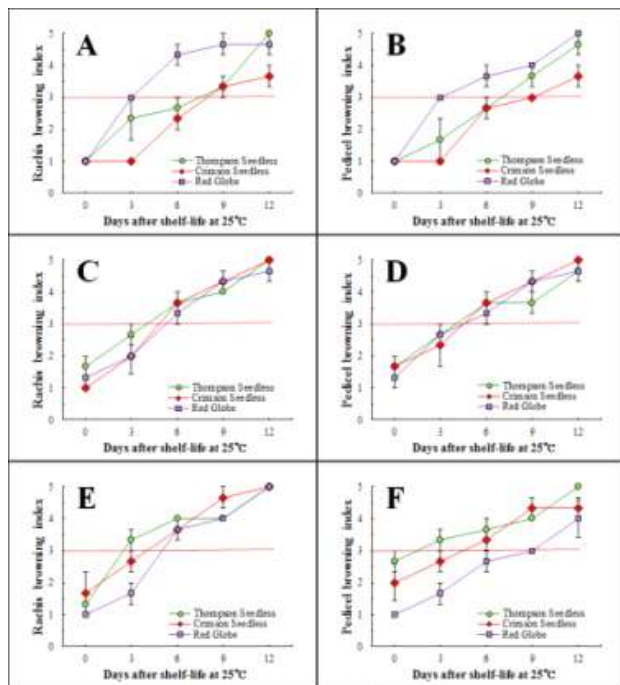 A
Rachis browning index
5
4
3
2
1
Thompson Seedless
Crimson Seedless
Red Globe
0 3 6 9 12
Days after shelf-life at 25°C
B
Pedicel browning index
5
4
3
2
1
Thompson Seedless
Crimson Seedless
Red Globe
0 3 6 9 12
Days after shelf-life at 25°C
C
Rachis browning index
5
4
3
2
1
Thompson Seedless
Crimson Seedless
Red Globe
0 3 6 9 12
Days after shelf-life at 25°C
D
Pedicel browning index
5
4
3
2
1
Thompson Seedless
Crimson Seedless
Red Globe
0 3 6 9 12
Days after shelf-life at 25°C
E
Rachis browning index
5
4
3
2
1
Thompson Seedless
Crimson Seedless
Red Globe
0 3 6 9 12
Days after shelf-life at 25°C
F
Pedicel browning index
5
4
3
2
1
Thompson Seedless
Crimson Seedless
Red Globe
0 3 6 9 12
Days after shelf-life at 25°C